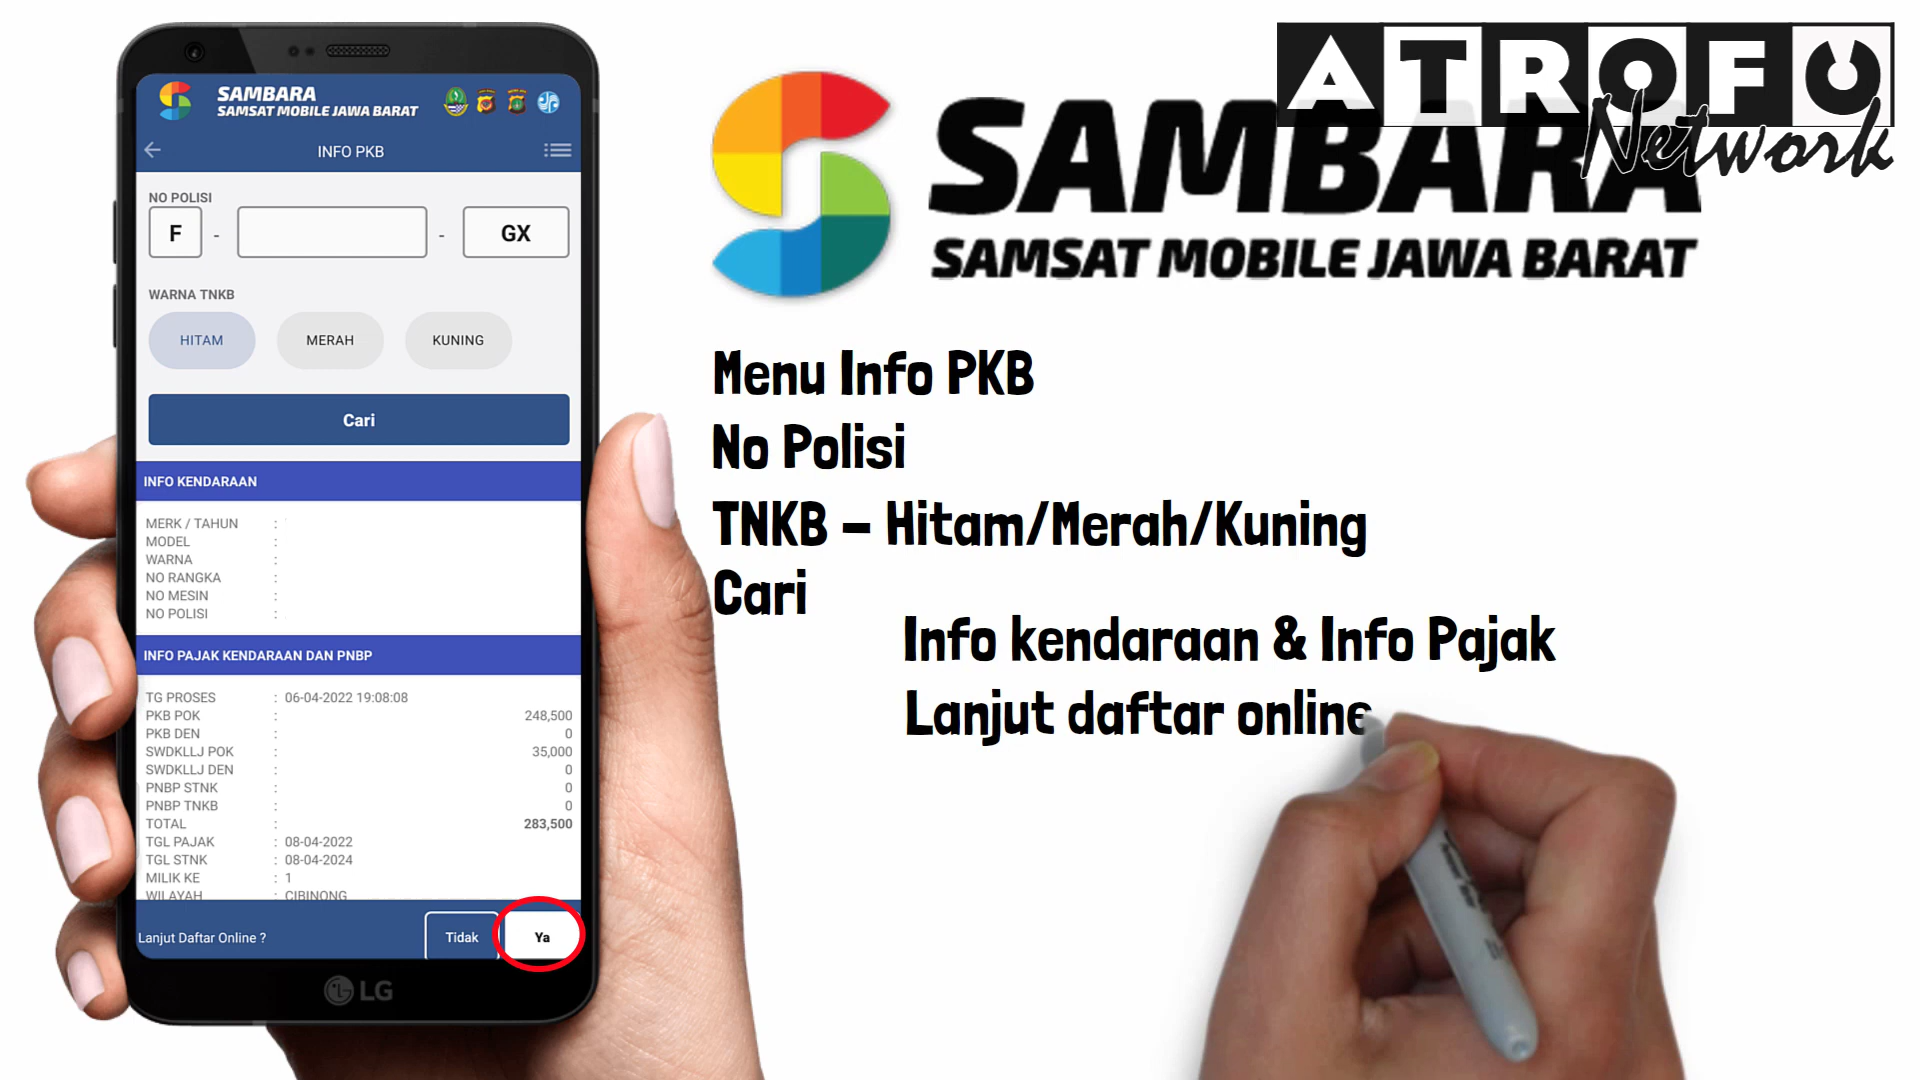 SAMBARA
SAMSAT MOBILE JAWA BARAT
INFO PKB
NO POLISI
F - - GX
WARNA TNKB
HITAM MERAH KUNING
Cari
INFO KENDARAAN
MERK / TAHUN :
MODEL :
WARNA :
NO RANGKA :
NO MESIN :
NO POLISI :
INFO PAJAK KENDARAAN DAN PNBP
TG PROSES : 06-04-2022 19:08:08
PKB POK : 248,500
PKB DEN : 0
SWDKLLJ POK : 35,000
SWDKLLJ DEN : 0
PNBP STNK : 0
PNBP TNKB : 0
TOTAL : 283,500
TGL PAJAK : 08-04-2022
TGL STNK : 08-04-2024
MILIK KE : 1
WILAYAH : CIBINONG
Lanjut Daftar Online ? Tidak Ya
LG
ATROFU
Network
SAMBARA
SAMSAT MOBILE JAWA BARAT
Menu Info PKB
No Polisi
TNKB – Hitam/Merah/Kuning
Cari
Info kendaraan & Info Pajak
Lanjut daftar online